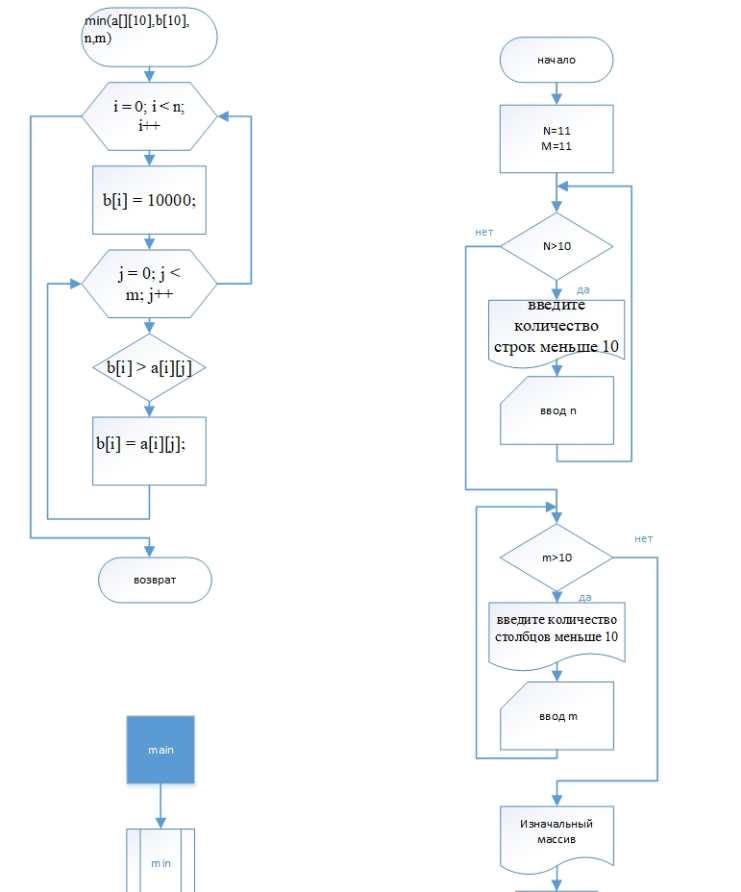 min(a[][10],b[10],
n,m)
i = 0; i < n;
i++
b[i] = 10000;
j = 0; j <
m; j++
b[i] > a[i][j]
b[i] = a[i][j];
возврат
main
min
начало
N=11
M=11
нет
N>10
да
введите
количество
строк меньше 10
ввод n
m>10
нет
да
введите количество
столбцов меньше 10
ввод m
Изначальный
массив